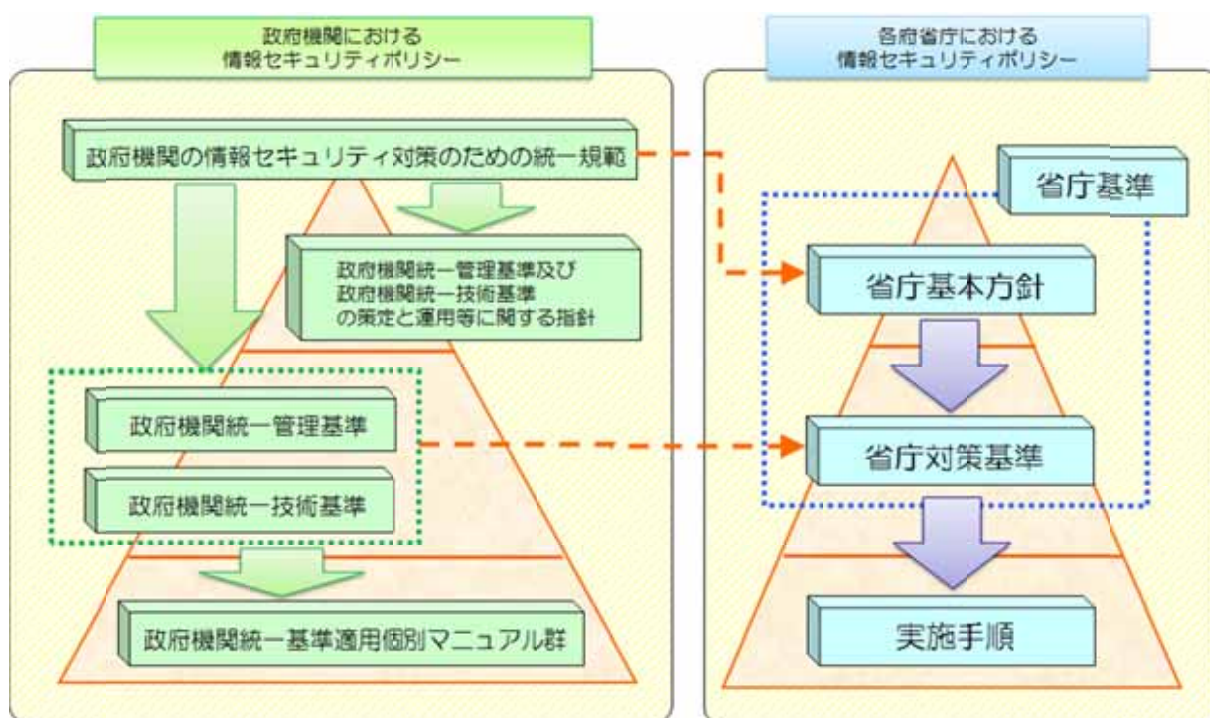 政府機関における
情報セキュリティポリシー
政府機関の情報セキュリティ対策のための統一規範
政府機関統一管理基準及び
政府機関統一技術基準
の策定と運用等に関する指針
政府機関統一管理基準
政府機関統一技術基準
政府機関統一基準適用個別マニュアル群
各府省庁における
情報セキュリティポリシー
省庁基準
省庁基本方針
省庁対策基準
実施手順